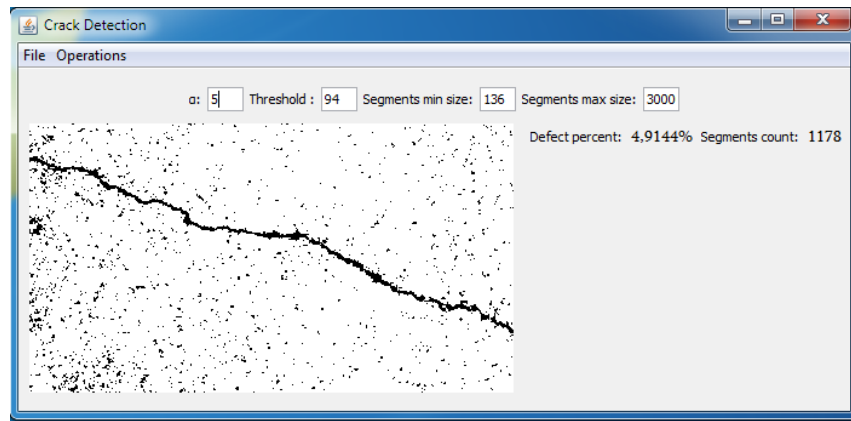 Crack Detection
File Operations
α: 5 Threshold : 94 Segments min size: 136 Segments max size: 3000
Defect percent: 4,9144% Segments count: 1178